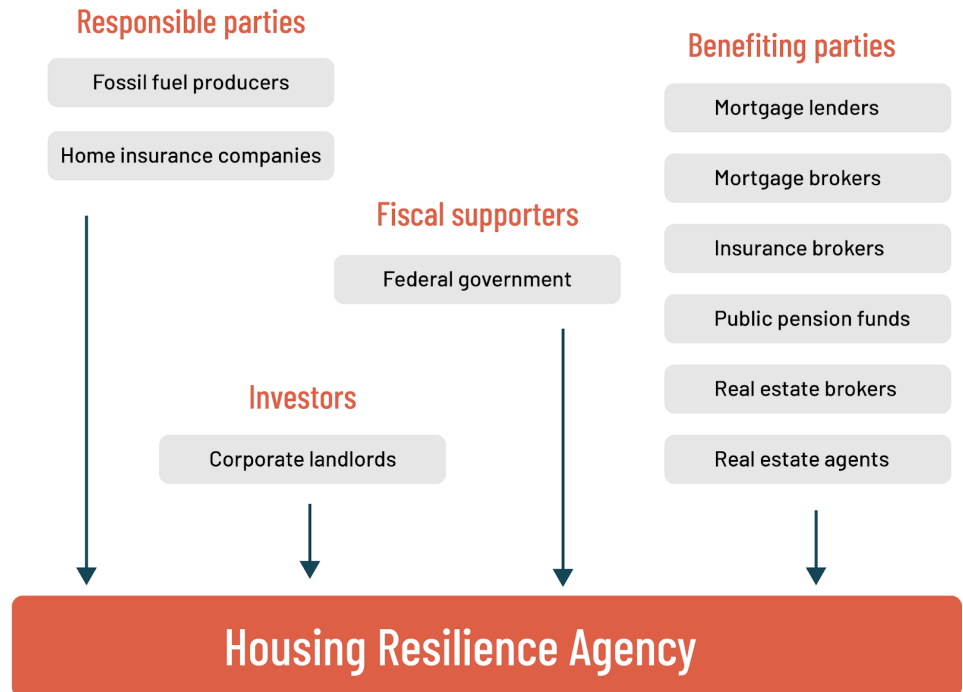 Responsible parties
Fossil fuel producers
Home insurance companies
Investors
Corporate landlords
Fiscal supporters
Federal government
Benefiting parties
Mortgage lenders
Mortgage brokers
Insurance brokers
Public pension funds
Real estate brokers
Real estate agents
Housing Resilience Agency